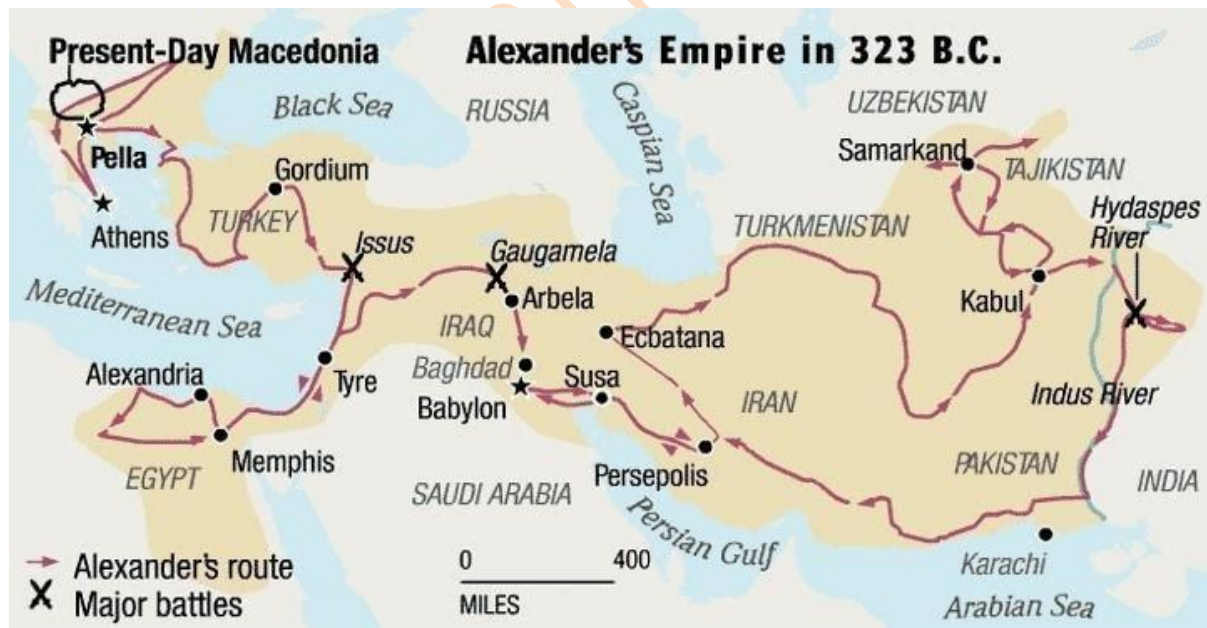 Present-Day Macedonia
Alexander's Empire in 323 B.C.
Black Sea
RUSSIA
Caspian Sea
UZBEKISTAN
Samarkand
TAJIKISTAN
Pella
Gordium
Hydaspes
River
Athens
TURKEY
Issus
Gaugamela
TURKMENISTAN
Mediterranean Sea
Arbela
Kabul
IRAQ
Ecbatana
Alexandria
Tyre
Baghdad
Susa
Babylon
IRAN
Indus River
Memphis
EGYPT
Persepolis
PAKISTAN
INDIA
SAUDI ARABIA
Persian Gulf
Alexander's route
Major battles
0 400
MILES
Karachi
Arabian Sea